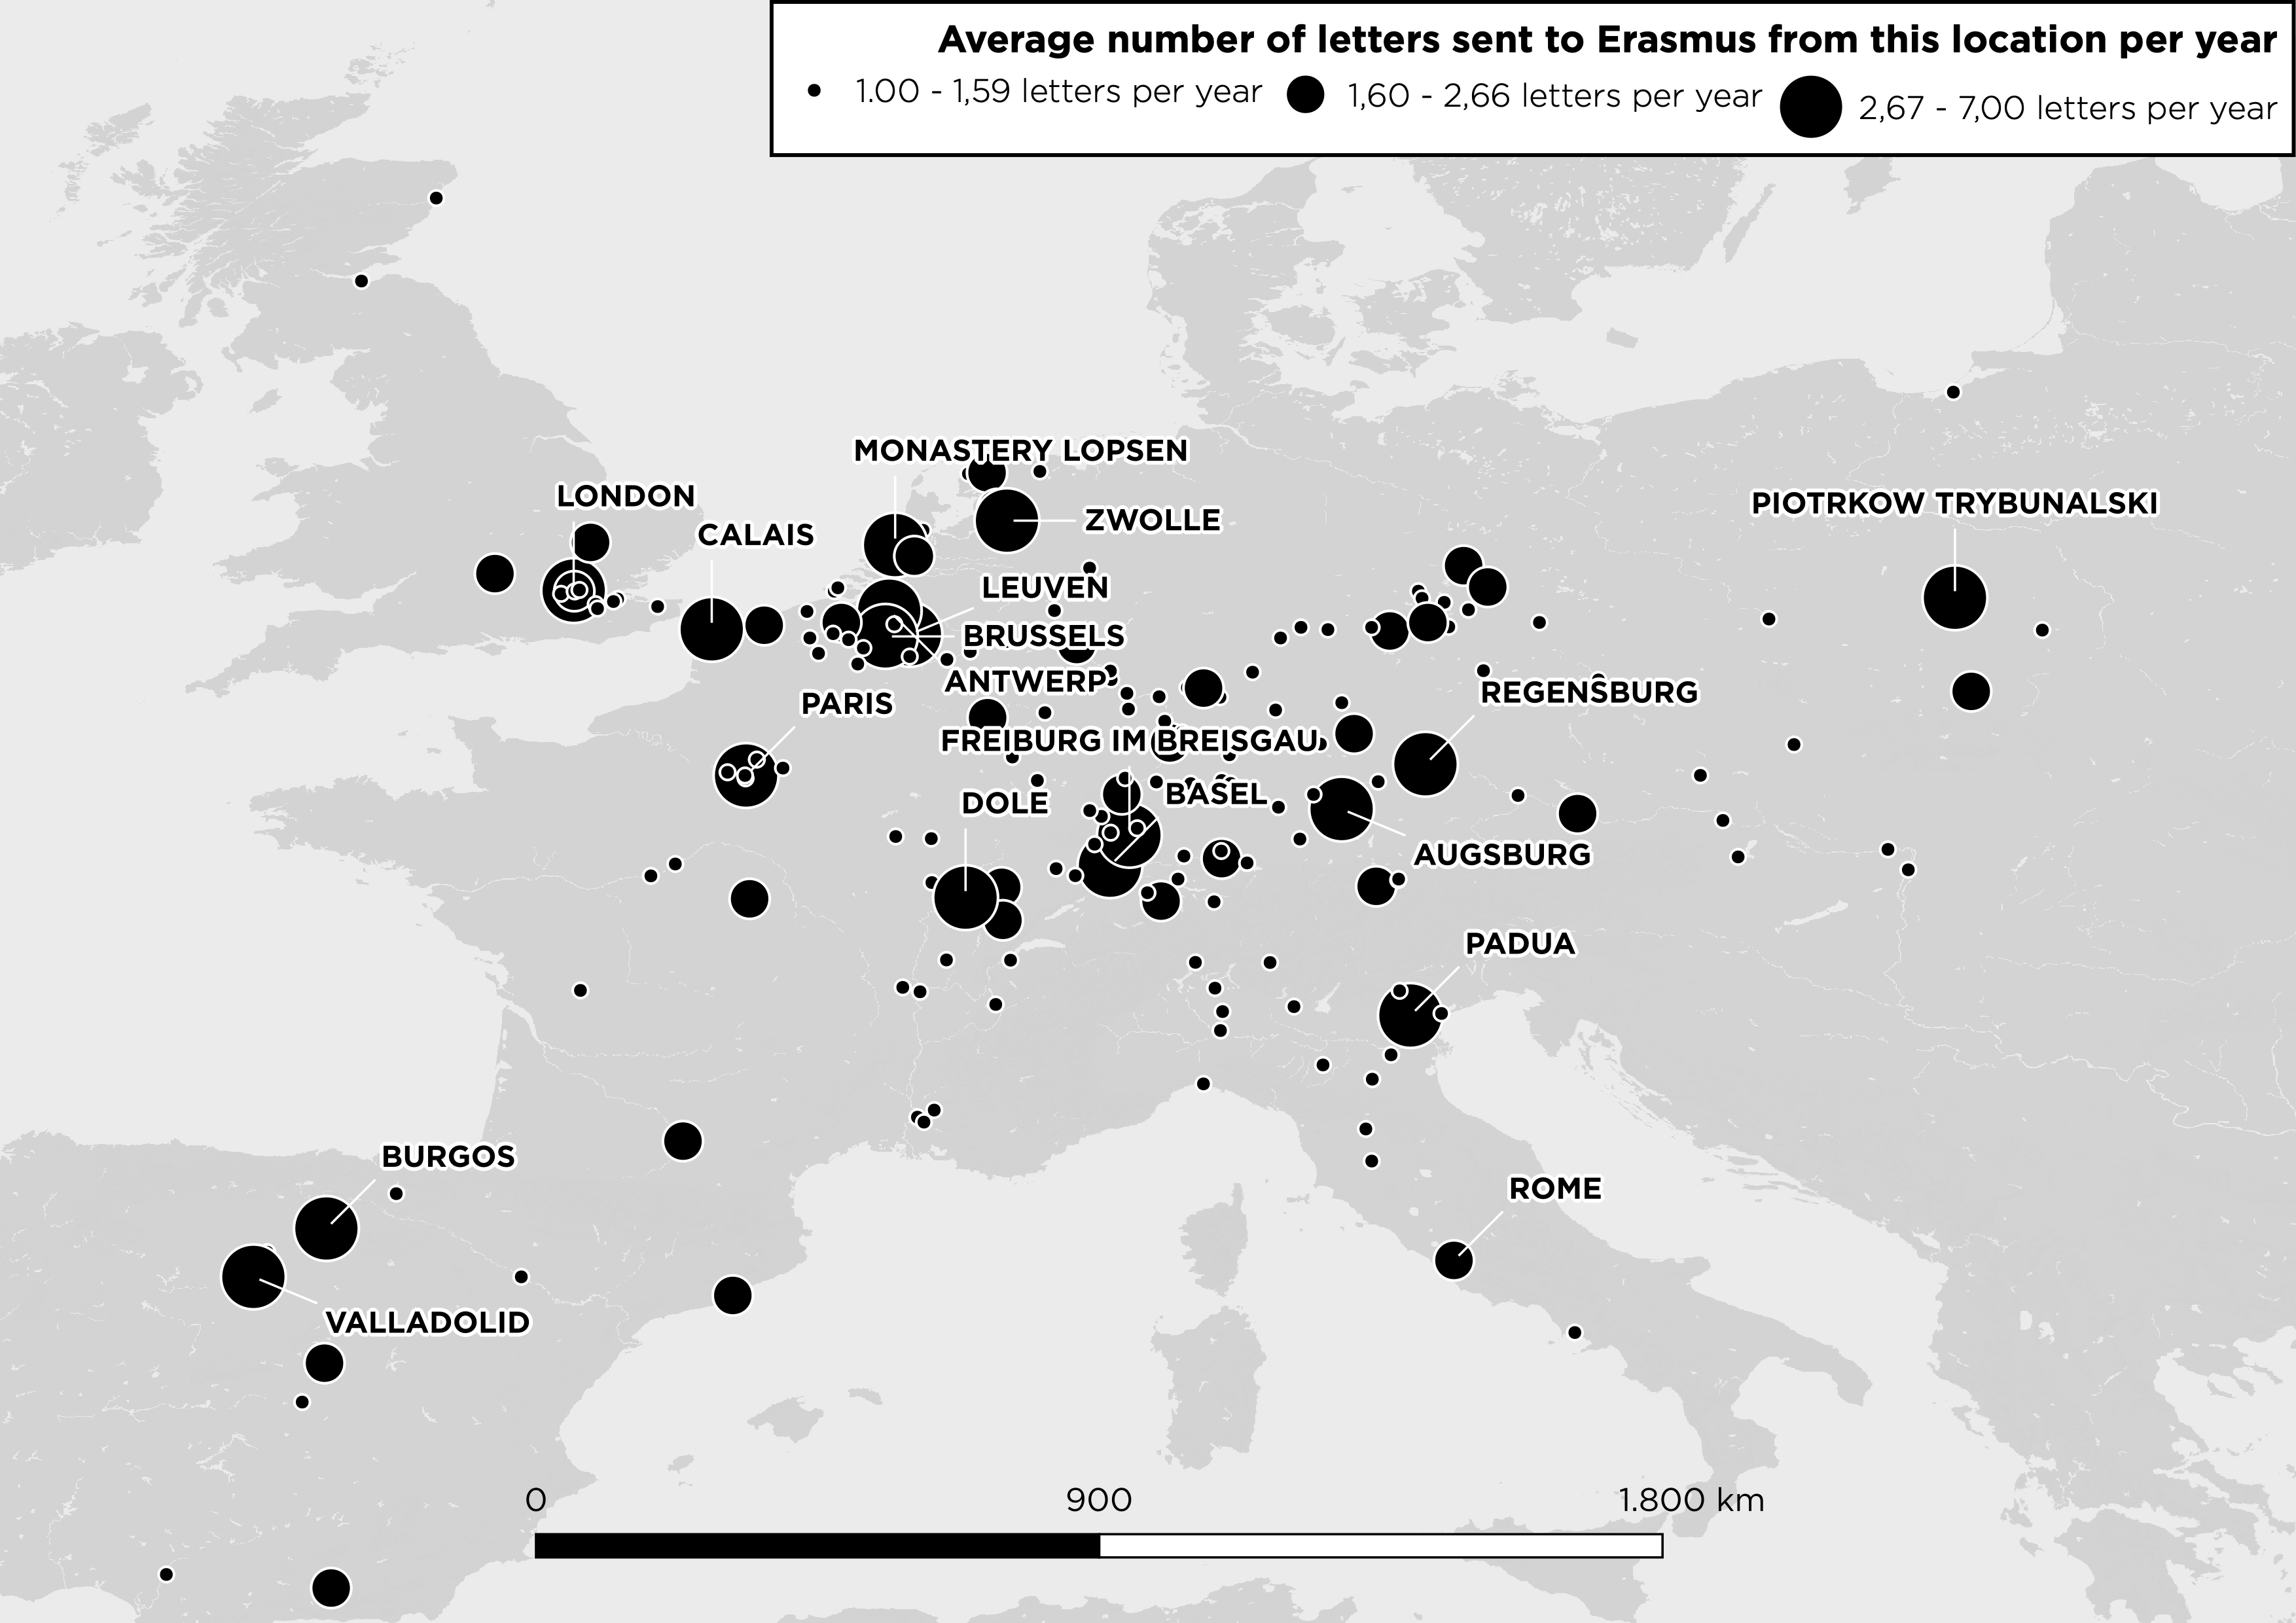 Average number of letters sent to Erasmus from this location per year
1.00 - 1,59 letters per year
1,60 - 2,66 letters per year
2,67 - 7,00 letters per year
MONASTERY LOPSEN
LONDON
PIOTRKOW TRYBUNALSKI
ZWOLLE
CALAIS
LEUVEN
BRUSSELS
ANTWERP
REGENSBURG
PARIS
FREIBURG IM BREISGAU
BASEL
DOLE
AUGSBURG
PADUA
BURGOS
ROME
VALLADOLID
0
900
1.800 km